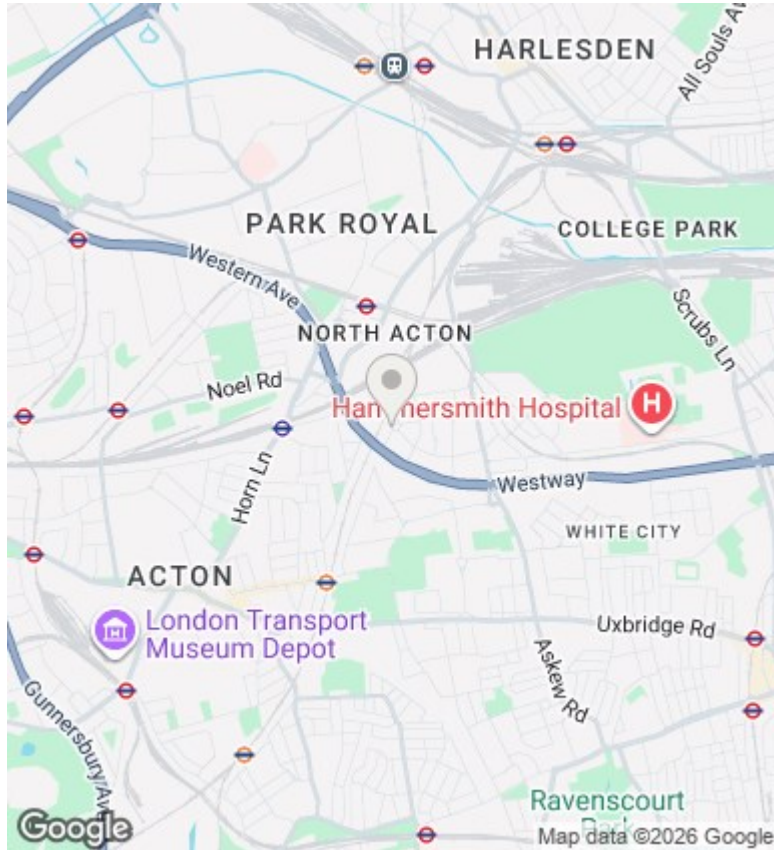 HARLESDEN
All Souls Av
PARK ROYAL
COLLEGE PARK
Western Ave
Scrubs Ln
NORTH ACTON
Noel Rd
Hammersmith Hospital
H
Horn Ln
Westway
WHITE CITY
ACTON
London Transport
Museum Depot
Uxbridge Rd
Askew Rd
Gunnersbury Ave
Ravenscourt
Park
Google
Map data ©2026 Google